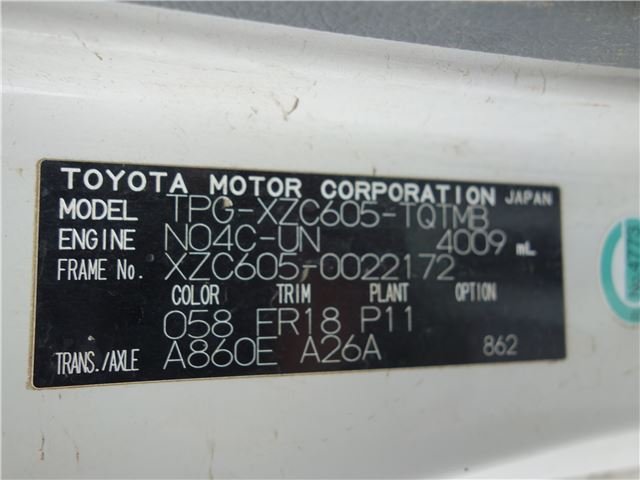 TOYOTA MOTOR CORPORATION JAPAN
MODEL TPG-XZC605-TQTMB
ENGINE N04C-UN 4009 mL
FRAME No. XZC605-0022172
COLOR TRIM PLANT OPTION
058 FR18 P11
TRANS./AXLE A860E A26A 862